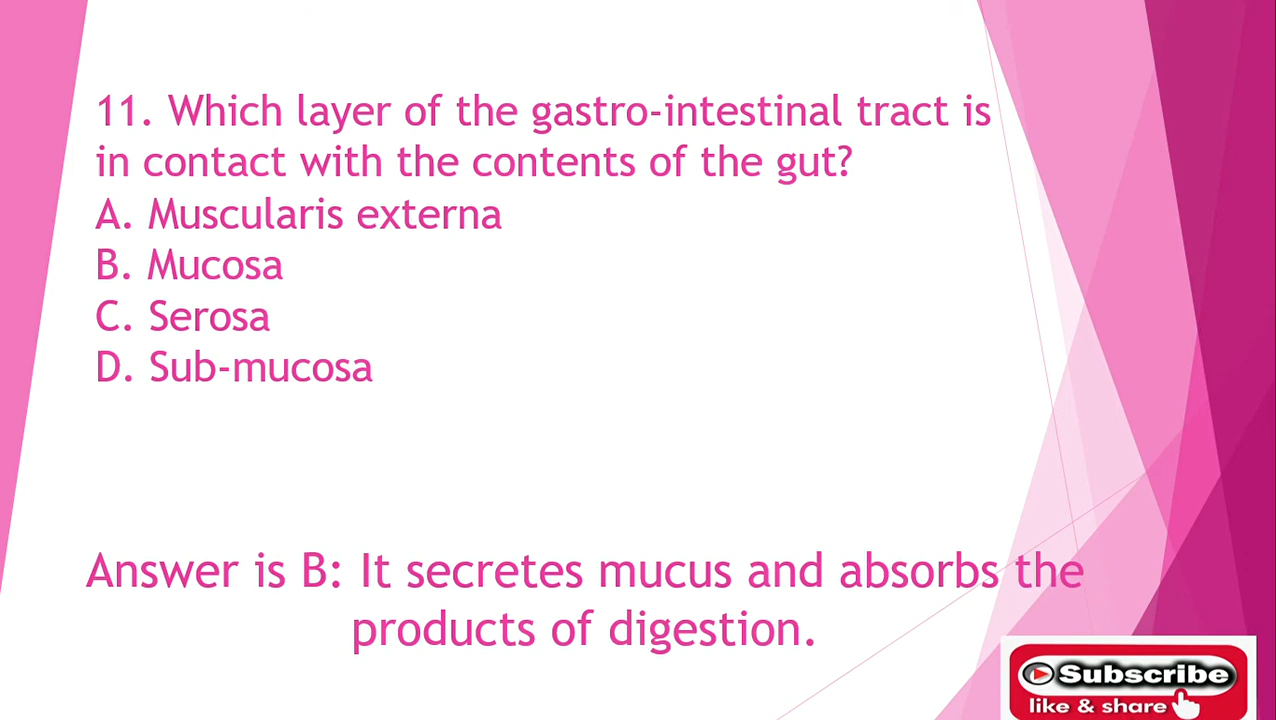 11. Which layer of the gastro-intestinal tract is
in contact with the contents of the gut?
A. Muscularis externa
B. Mucosa
C. Serosa
D. Sub-mucosa
Answer is B: It secretes mucus and absorbs the
products of digestion.
Subscribe
like & share